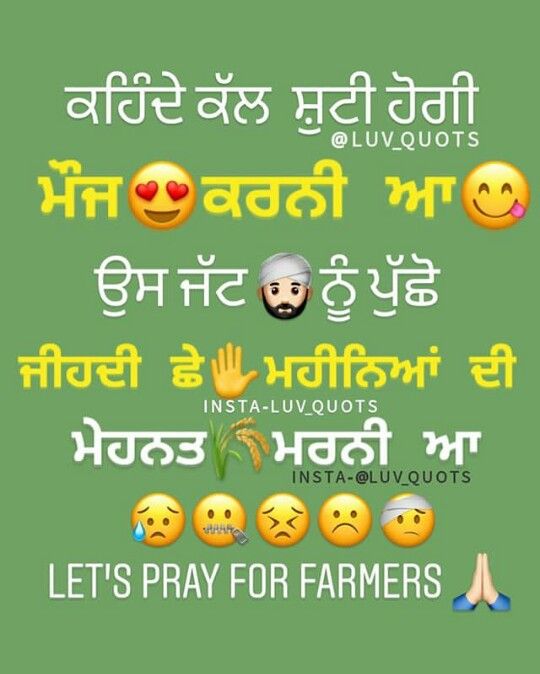 ਕਹਿੰਦੇ ਕੱਲ ਸ਼ੁਟੀ ਹੋਗੀ
@LUV_QUOTS
ਮੌਜ😍ਕਰਨੀ ਆ😋
ਉਸ ਜੱਟ👳🏻‍♂️ਨੂੰ ਪੁੱਛੋ
ਜੀਹਦੀ ਛੇ✋ਮਹੀਨਿਆਂ ਦੀ
INSTA-LUV_QUOTS
ਮੇਹਨਤ🌾ਮਰਨੀ ਆ
INSTA-@LUV_QUOTS
😥🤐😣☹️🤕
LET'S PRAY FOR FARMERS 🙏🏻